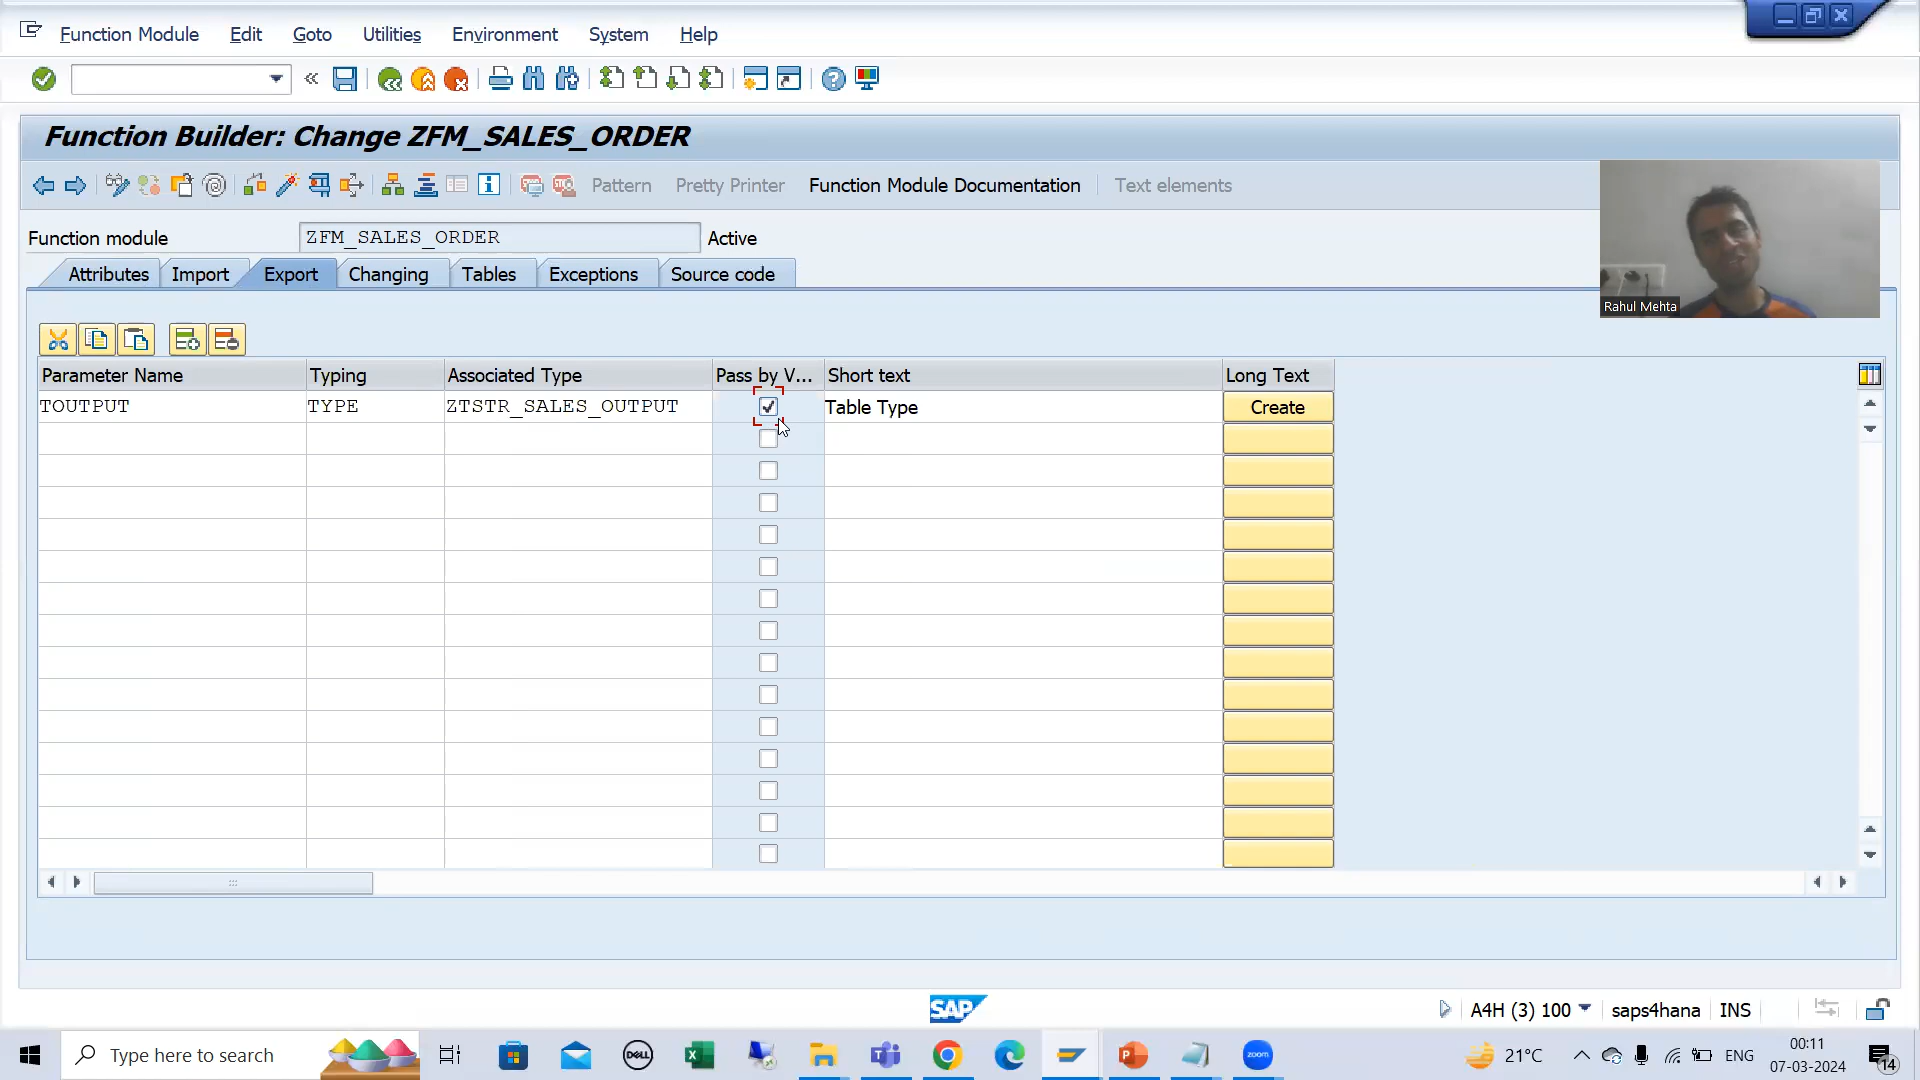 Function Module Edit Goto Utilities Environment System Help
Function Builder: Change ZFM_SALES_ORDER
Pattern Pretty Printer Function Module Documentation Text elements
Function module ZFM_SALES_ORDER Active
Attributes Import Export Changing Tables Exceptions Source code
Rahul Mehta
Parameter Name Typing Associated Type Pass by V... Short text Long Text
TOUTPUT TYPE ZTSTR_SALES_OUTPUT Table Type Create
SAP A4H (3) 100 saps4hana INS
Type here to search DELL zoom 21°C ENG 00:11
07-03-2024 14